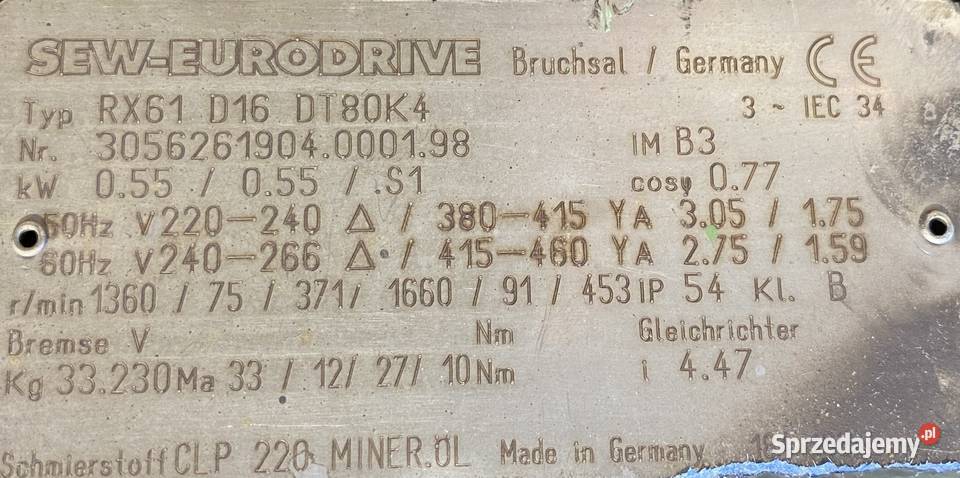 SEW-EURODRIVE Bruchsal / Germany CE
Typ RX61 D16 DT80K4 3 ~ IEC 34
Nr. 3056261904.0001.98 IM B3
kW 0.55 / 0.55 / S1 cosφ 0.77
50Hz V 220-240 Δ / 380-415 Y A 3.05 / 1.75
60Hz V 240-266 Δ / 415-460 Y A 2.75 / 1.59
r/min 1360 / 75 / 371/ 1660 / 91 / 453 IP 54 Kl. B
Bremse V Nm Gleichrichter
Kg 33.230 Ma 33 / 12/ 27/ 10 Nm i 4.47
Schmierstoff CLP 220 MINER.ÖL Made in Germany
Sprzedajemy.pl